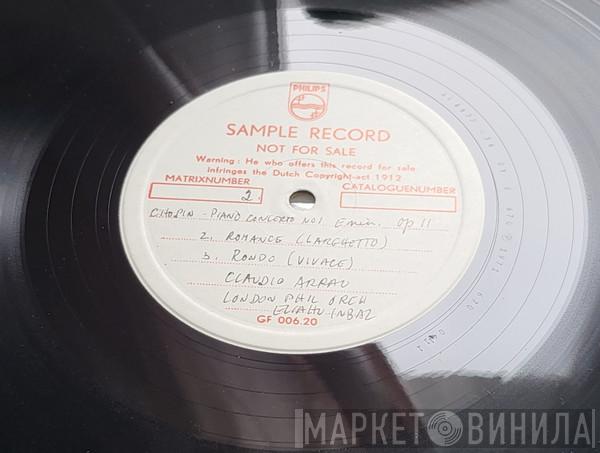 PHILIPS
SAMPLE RECORD
NOT FOR SALE
Warning: He who offers this record for sale
infringes the Dutch Copyright-act 1912
MATRIXNUMBER CATALOGUENUMBER
2.
CHOPIN - PIANO CONCERTO NO1 E min. op 11
2. ROMANCE (LARGHETTO)
3. RONDO (VIVACE)
CLAUDIO ARRAU
LONDON PHIL ORCH
ELIAHU INBAL
GF 006.20
МАРКЕТ ВИНИЛА